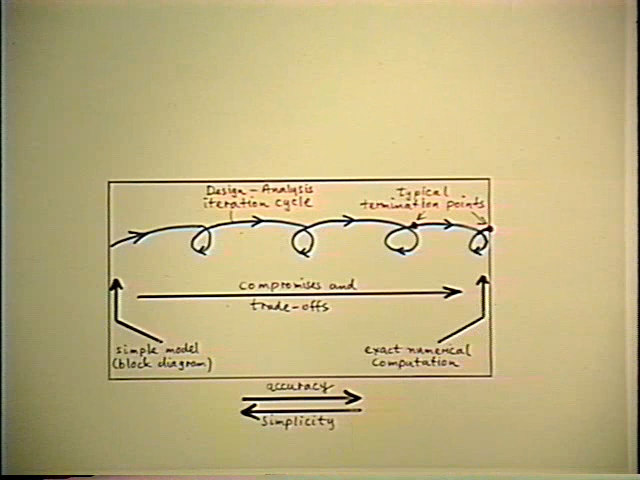 Design - Analysis
iteration cycle
Typical
termination points
compromises and
trade-offs
simple model
(block diagram)
exact numerical
computation
accuracy
simplicity